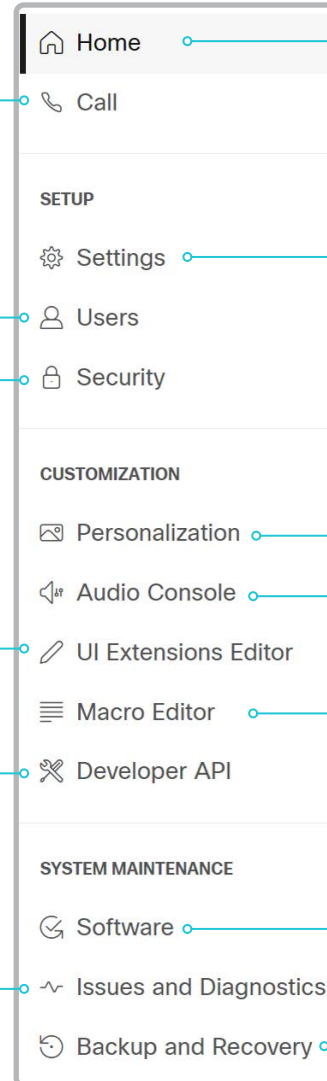 Home
Call
SETUP
Settings
Users
Security
CUSTOMIZATION
Personalization
Audio Console
UI Extensions Editor
Macro Editor
Developer API
SYSTEM MAINTENANCE
Software
Issues and Diagnostics
Backup and Recovery